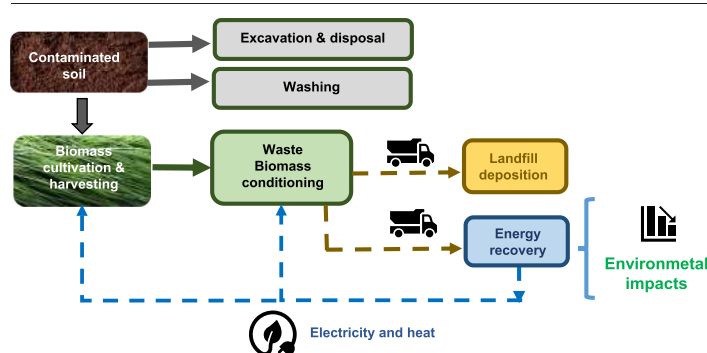 Excavation & disposal
Contaminated
soil
Washing
Biomass
cultivation &
harvesting
Waste
Biomass
conditioning
Landfill
deposition
Energy
recovery
Environmetal
impacts
Electricity and heat